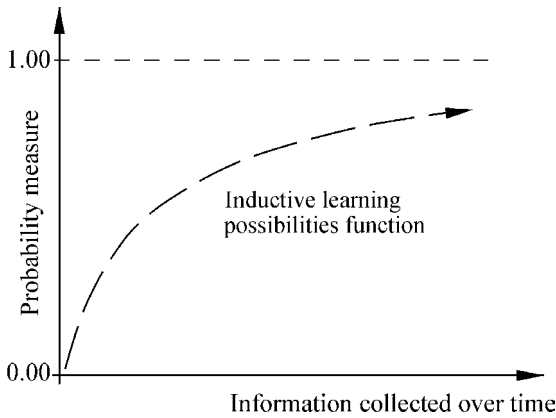 1.00
Probability measure
Inductive learning
possibilities function
0.00
Information collected over time